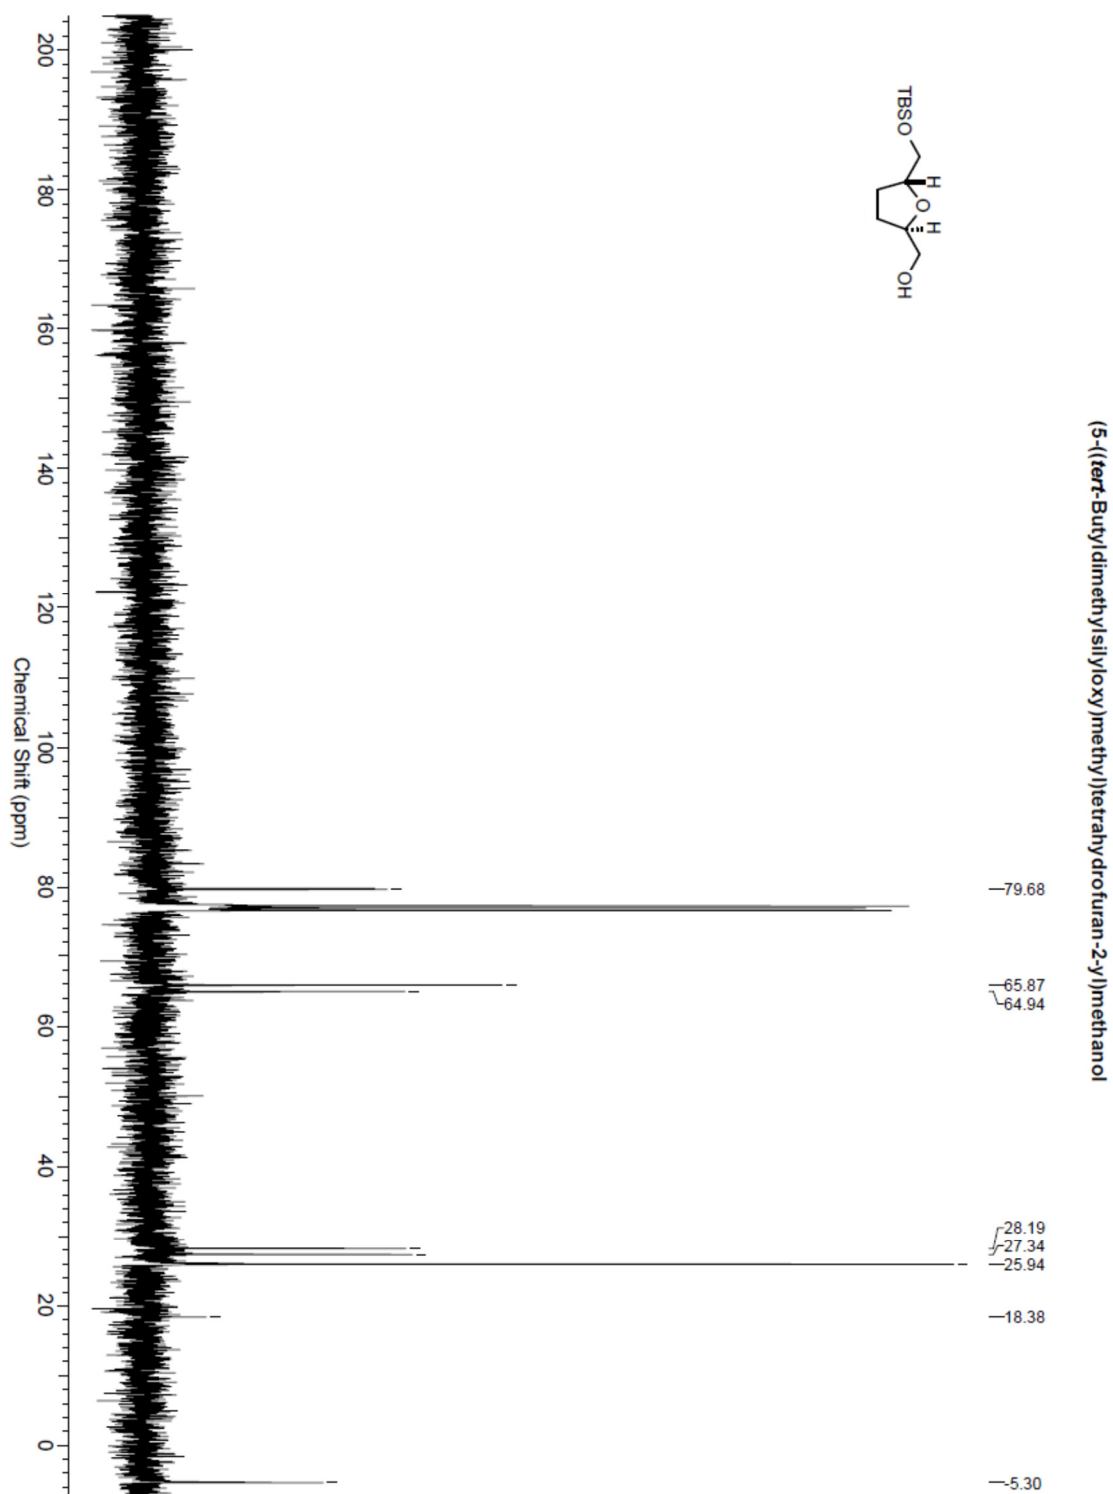 (5-((tert-Butyldimethylsilyloxy)methyl)tetrahydrofuran-2-yl)methanol
TBSO
H
O
H
OH
79.68
65.87
64.94
28.19
27.34
25.94
18.38
-5.30
200
180
160
140
120
100
80
60
40
20
0
Chemical Shift (ppm)